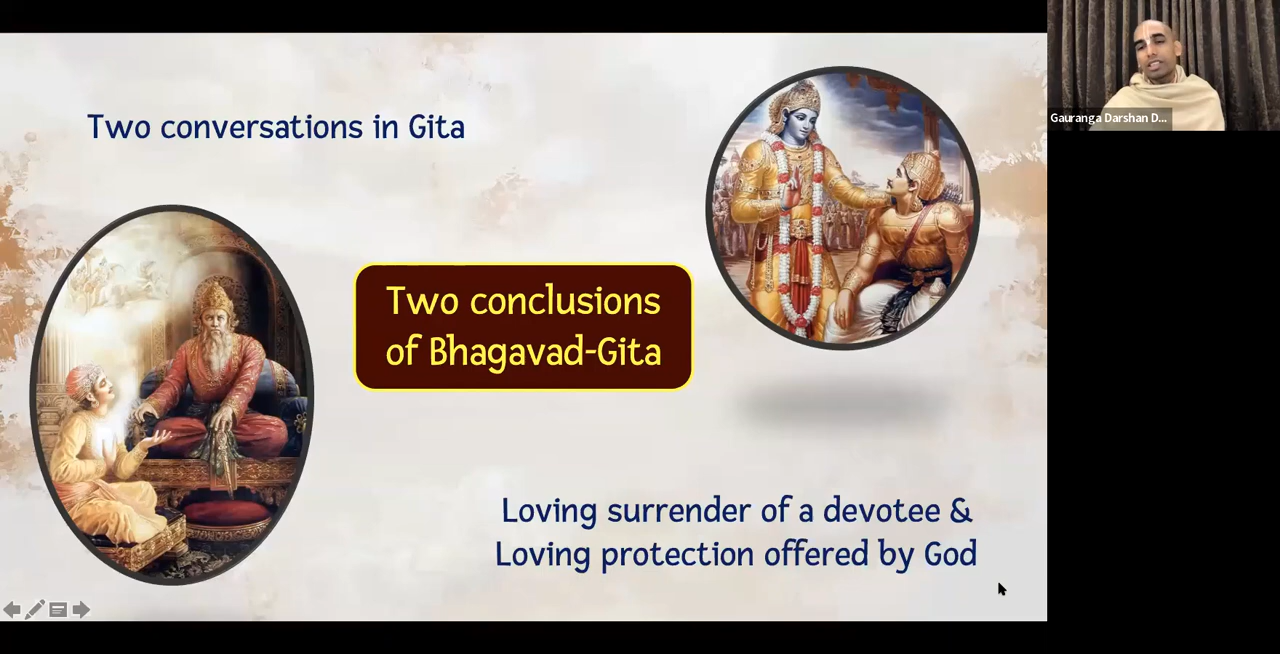 Two conversations in Gita
Two conclusions
of Bhagavad-Gita
Loving surrender of a devotee &
Loving protection offered by God
Gauranga Darshan D...